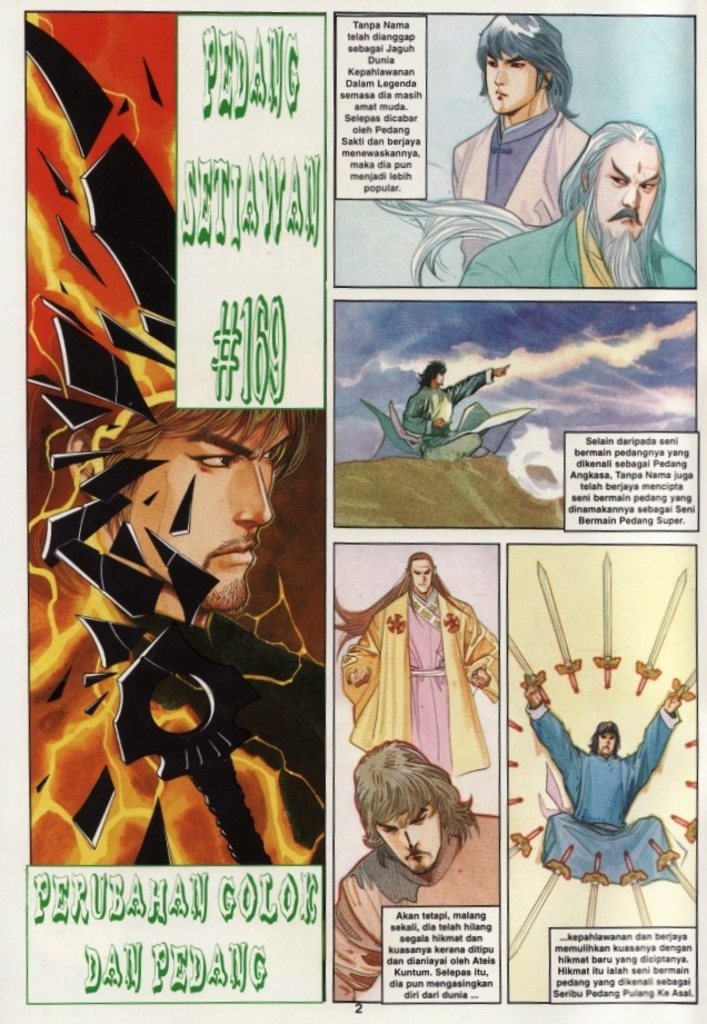 PEDANG
SETIAWAN
#169
PERUBAHAN GOLOK
DAN PEDANG
Tanpa Nama
telah dianggap
sebagai Jaguh
Dunia
Kepahlawanan
Dalam Legenda
semasa dia masih
amat muda.
Selepas dicabar
oleh Pedang
Sakti dan berjaya
menewaskannya,
maka dia pun
menjadi lebih
popular.
Selain daripada seni
bermain pedangnya yang
dikenali sebagai Pedang
Angkasa, Tanpa Nama juga
telah berjaya mencipta
seni bermain pedang yang
dinamakannya sebagai Seni
Bermain Pedang Super.
Akan tetapi, malang
sekali, dia telah hilang
segala hikmat dan
kuasanya kerana ditipu
dan dianiayai oleh Ateis
Kuntum. Selepas itu,
dia pun mengasingkan
diri dari dunia ...
...kepahlawanan dan berjaya
memulihkan kuasanya dengan
hikmat baru yang diciptanya.
Hikmat itu ialah seni bermain
pedang yang dikenali sebagai
Seribu Pedang Pulang Ke Asal.
2